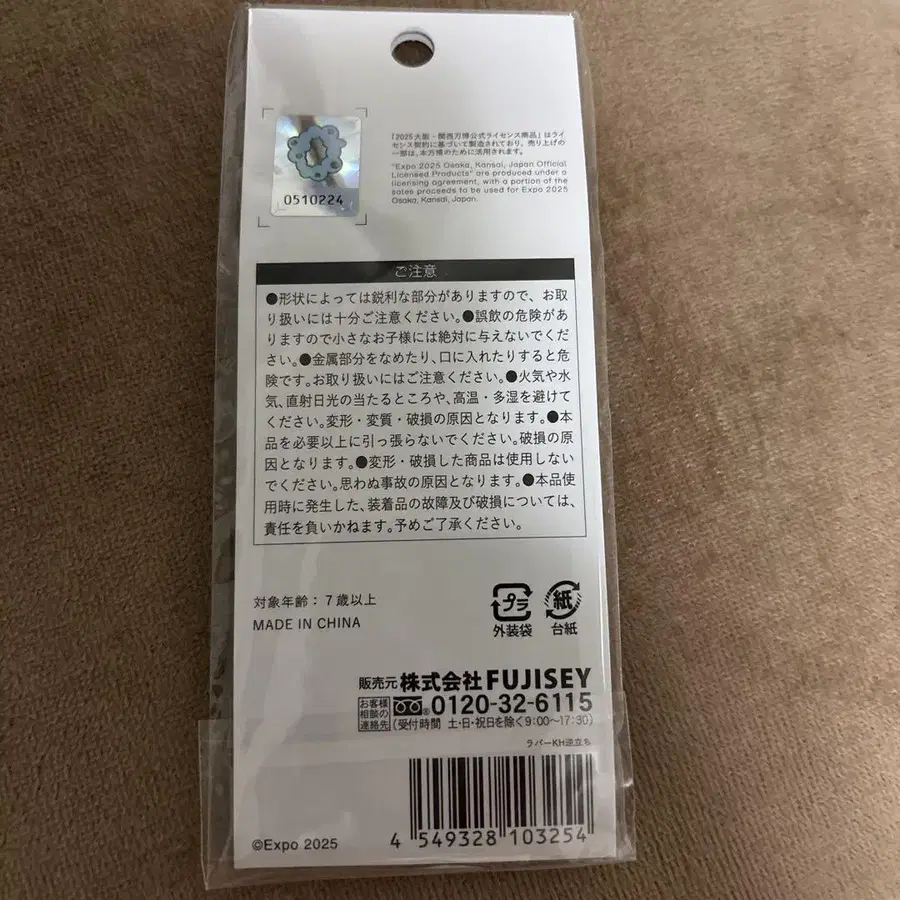 0510224
「2025大阪・関西万博公式ライセンス商品」はライ
センス契約に基づいて製造されており、売り上げの
一部は、本万博のために活用されます。
"Expo 2025 Osaka, Kansai, Japan Official
Licensed Products" are produced under a
licensing agreement, with a portion of the
sales proceeds to be used for Expo 2025
Osaka, Kansai, Japan.
ご注意
●形状によっては鋭利な部分がありますので、お取
り扱いには十分ご注意ください。●誤飲の危険があ
りますので小さなお子様には絶対に与えないでくだ
さい。●金属部分をなめたり、口に入れたりすると危
険です。お取り扱いにはご注意ください。●火気や水
気、直射日光の当たるところや、高温・多湿を避けて
ください。変形・変質・破損の原因となります。●本
品を必要以上に引っ張らないでください。破損の原
因となります。●変形・破損した商品は使用しない
でください。思わぬ事故の原因となります。●本品使
用時に発生した、装着品の故障及び破損については、
責任を負いかねます。予めご了承ください。
対象年齢：7歳以上
MADE IN CHINA
プラ
外装袋
紙
台紙
販売元 株式会社FUJISEY
お客様
相談の
連絡先
®0120-32-6115
(受付時間 土・日・祝日を除く9:00〜17:30)
ラバーKH逆立ち
4 549328 103254
©Expo 2025